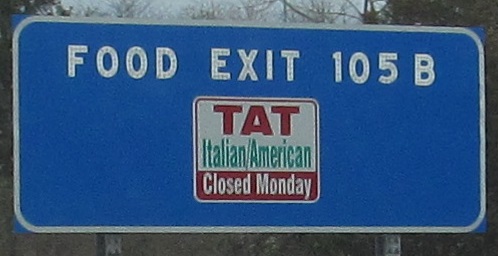 FOOD EXIT 105 B
TAT
Italian/American
Closed Monday